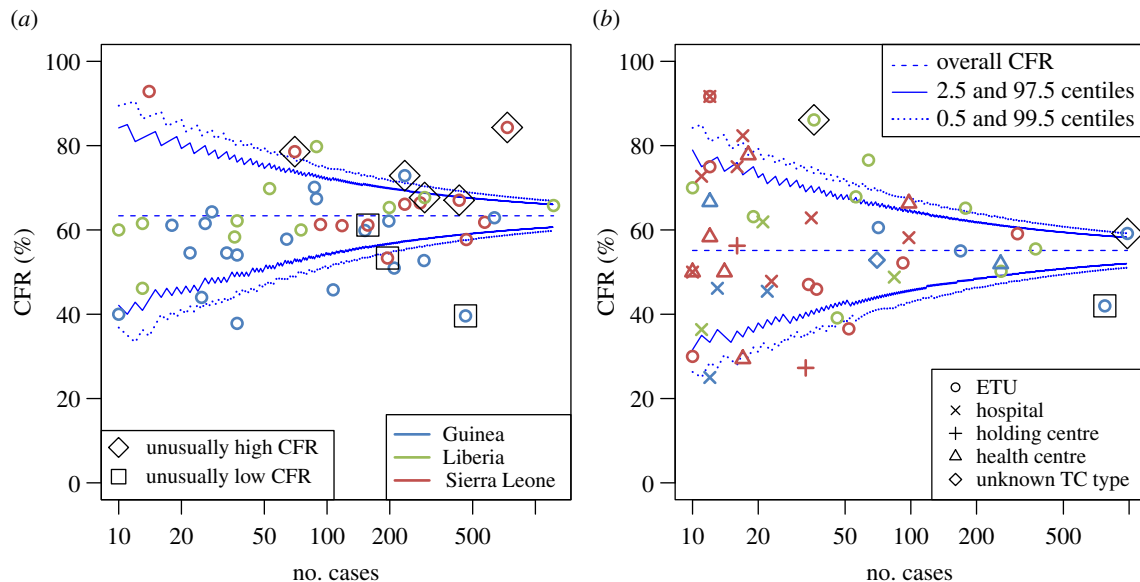 (a)
(b)
CFR (%)
100
80
60
40
20
0
unusually high CFR
unusually low CFR
Guinea
Liberia
Sierra Leone
10
20
50
100
200
500
no. cases
CFR (%)
100
80
60
40
20
0
overall CFR
2.5 and 97.5 centiles
0.5 and 99.5 centiles
ETU
hospital
holding centre
health centre
unknown TC type
10
20
50
100
200
500
no. cases